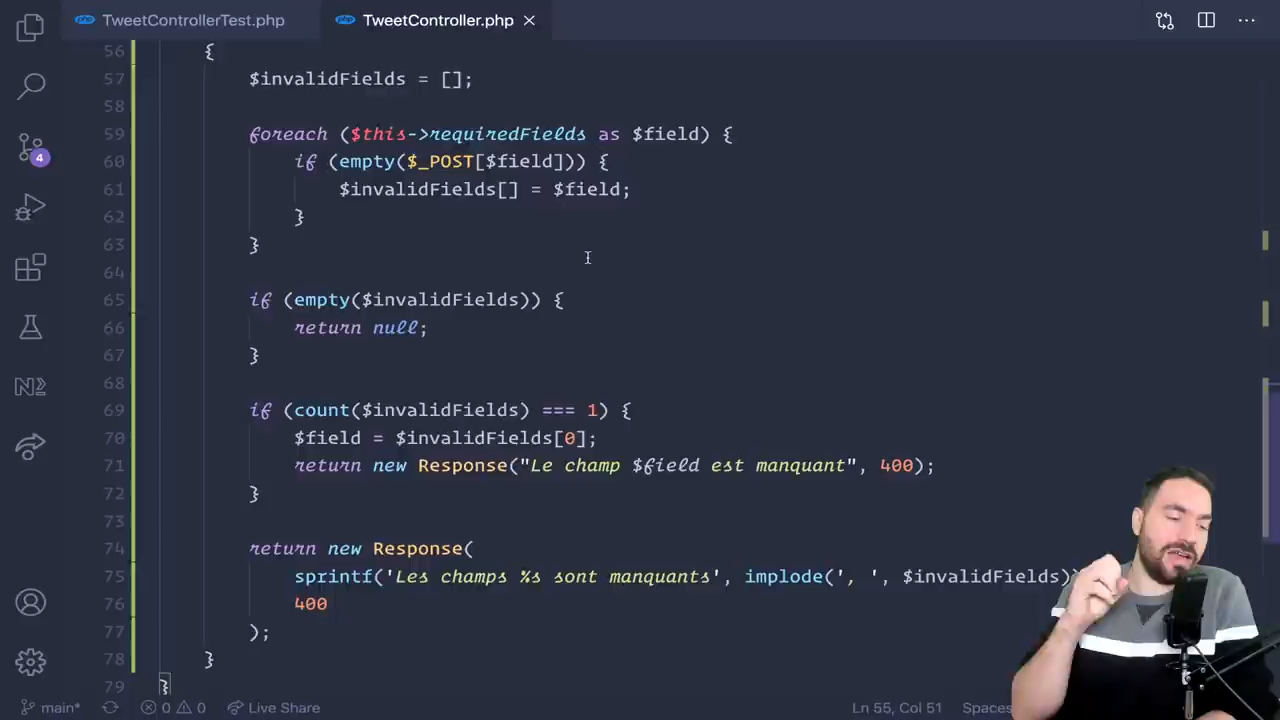 php TweetControllerTest.php php TweetController.php
56 {
57 $invalidFields = [];
58
59 foreach ($this->requiredFields as $field) {
60 if (empty($_POST[$field])) {
61 $invalidFields[] = $field;
62 }
63 }
64
65 if (empty($invalidFields)) {
66 return null;
67 }
68
69 if (count($invalidFields) === 1) {
70 $field = $invalidFields[0];
71 return new Response("Le champ $field est manquant", 400);
72 }
73
74 return new Response(
75 sprintf('Les champs %s sont manquants', implode(', ', $invalidFields)
76 400
77 );
78 }
79 }
4
main* 0 0 Live Share Ln 55, Col 51 Spaces